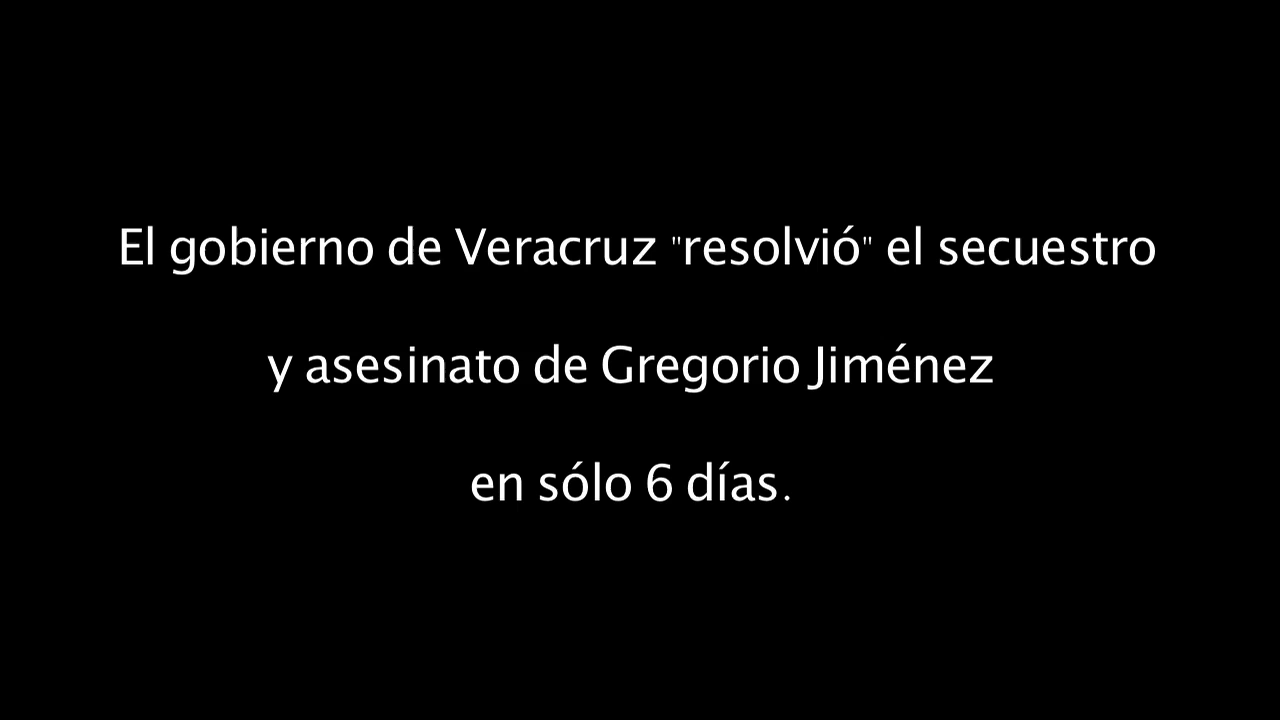 El gobierno de Veracruz "resolvió" el secuestro
y asesinato de Gregorio Jiménez
en sólo 6 días.